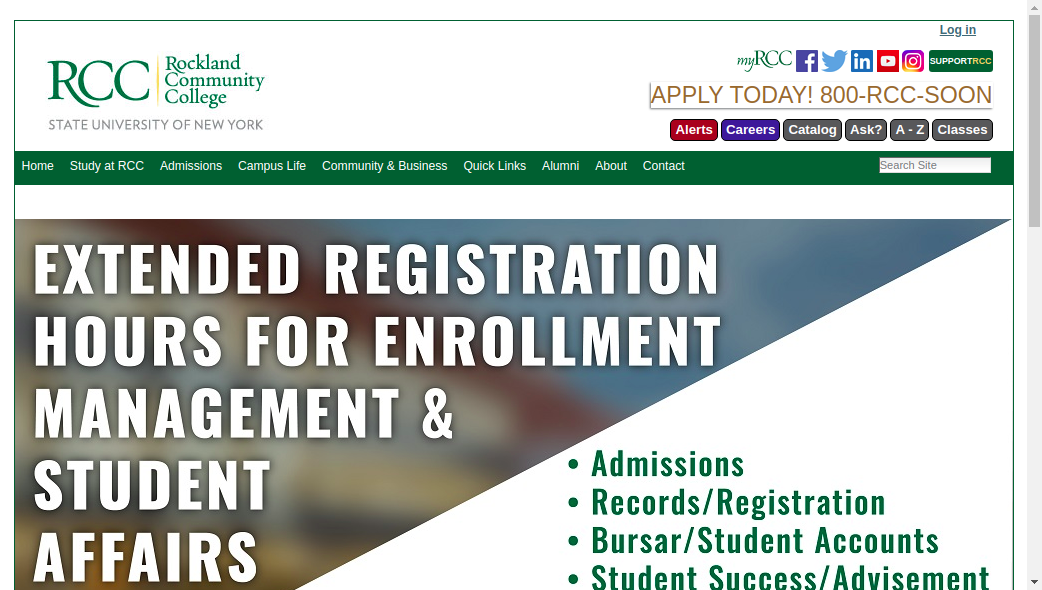 Log in
RCC Rockland Community College
STATE UNIVERSITY OF NEW YORK
myRCC SUPPORTRCC
APPLY TODAY! 800-RCC-SOON
Alerts Careers Catalog Ask? A - Z Classes
Home Study at RCC Admissions Campus Life Community & Business Quick Links Alumni About Contact Search Site
EXTENDED REGISTRATION
HOURS FOR ENROLLMENT
MANAGEMENT &
STUDENT
AFFAIRS
• Admissions
• Records/Registration
• Bursar/Student Accounts
• Student Success/Advisement